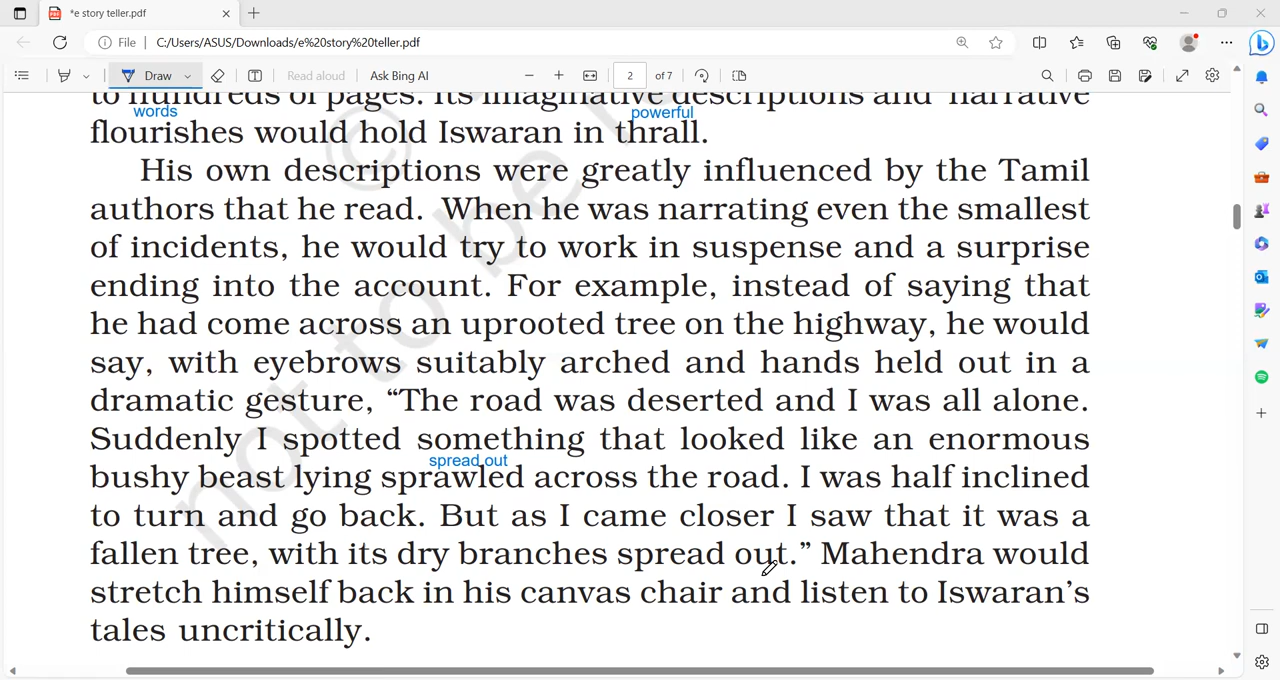 *e story teller.pdf
File C:/Users/ASUS/Downloads/e%20story%20teller.pdf
Draw Read aloud Ask Bing AI 2 of 7
to hundreds of pages. Its imaginative descriptions and narrative
words powerful
flourishes would hold Iswaran in thrall.
His own descriptions were greatly influenced by the Tamil
authors that he read. When he was narrating even the smallest
of incidents, he would try to work in suspense and a surprise
ending into the account. For example, instead of saying that
he had come across an uprooted tree on the highway, he would
say, with eyebrows suitably arched and hands held out in a
dramatic gesture, “The road was deserted and I was all alone.
Suddenly I spotted something that looked like an enormous
spread out
bushy beast lying sprawled across the road. I was half inclined
to turn and go back. But as I came closer I saw that it was a
fallen tree, with its dry branches spread out.” Mahendra would
stretch himself back in his canvas chair and listen to Iswaran’s
tales uncritically.
©
not to be